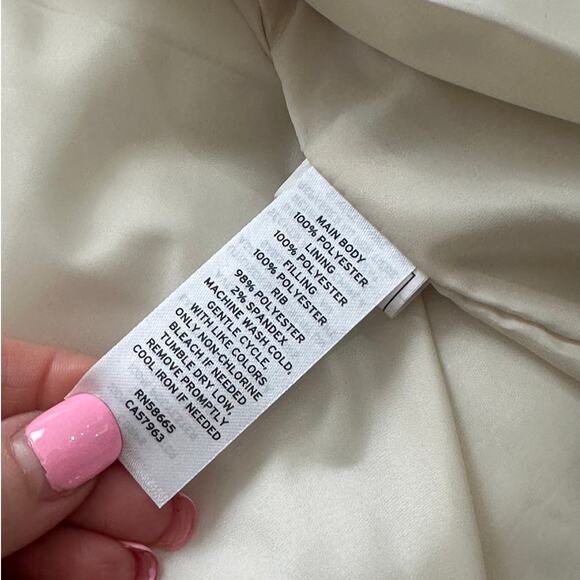 MAIN BODY
100% POLYESTER
LINING
100% POLYESTER
FILLING
100% POLYESTER
RIB
98% POLYESTER
2% SPANDEX
MACHINE WASH COLD,
GENTLE CYCLE,
WITH LIKE COLORS
ONLY NON-CHLORINE
BLEACH IF NEEDED
TUMBLE DRY LOW,
REMOVE PROMPTLY
COOL IRON IF NEEDED
RN58665
CA57963